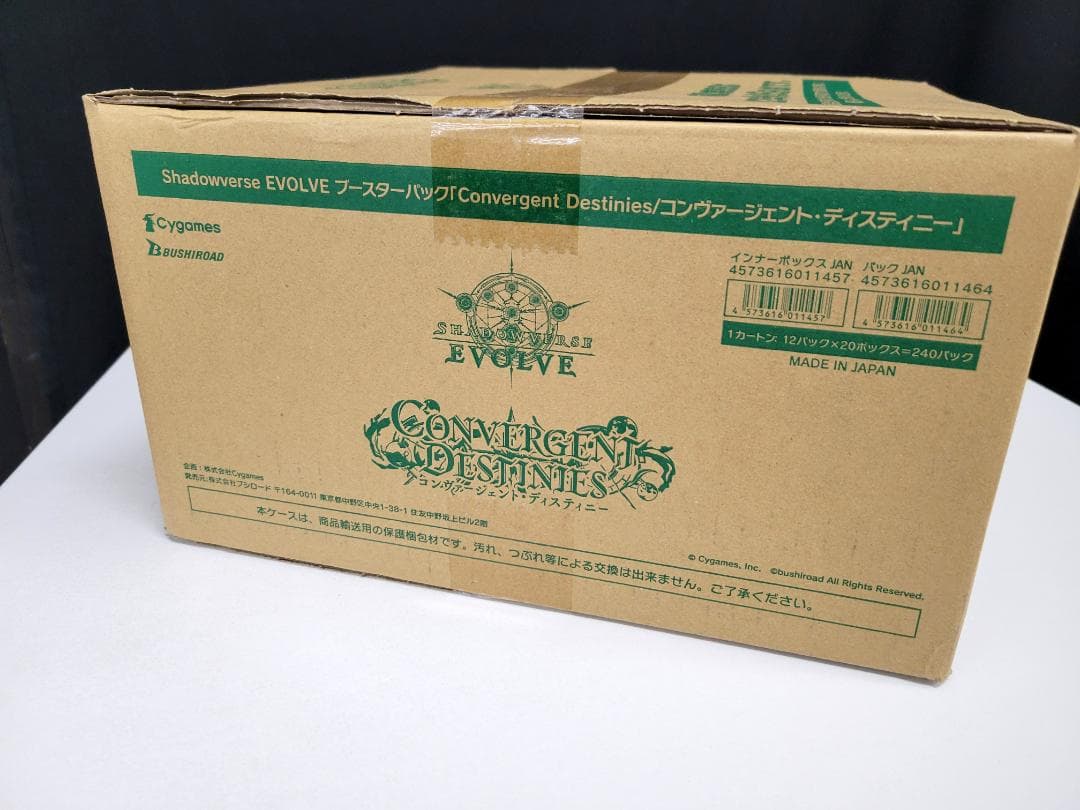 Shadowverse EVOLVE ブースターパック「Convergent Destinies/コンヴァージェント・ディスティニー」
Cygames
BUSHIROAD
インナーボックス JAN パック JAN
4573616011457 4573616011464
4 573616 011457 4 573616 011464
1カートン: 12パック×20ボックス=240パック
MADE IN JAPAN
SHADOWVERSE
EVOLVE
CONVERGENT
DESTINIES
コンヴァージェント・ディスティニー
企画：株式会社Cygames
発売元:株式会社ブシロード 〒164-0011 東京都中野区中央1-38-1 住友中野坂上ビル2階
本ケースは、商品輸送用の保護梱包材です。汚れ、つぶれ等による交換は出来ません。ご了承ください。
© Cygames, Inc. ©bushiroad All Rights Reserved.